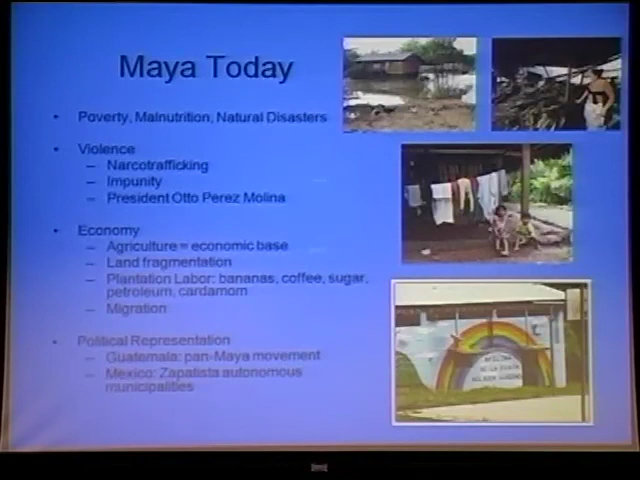 Maya Today
• Poverty, Malnutrition, Natural Disasters
• Violence
– Narcotrafficking
– Impunity
– President Otto Perez Molina
• Economy
– Agriculture = economic base
– Land fragmentation
– Plantation Labor: bananas, coffee, sugar,
petroleum, cardamom
– Migration
• Political Representation
– Guatemala: pan-Maya movement
– Mexico: Zapatista autonomous
municipalities